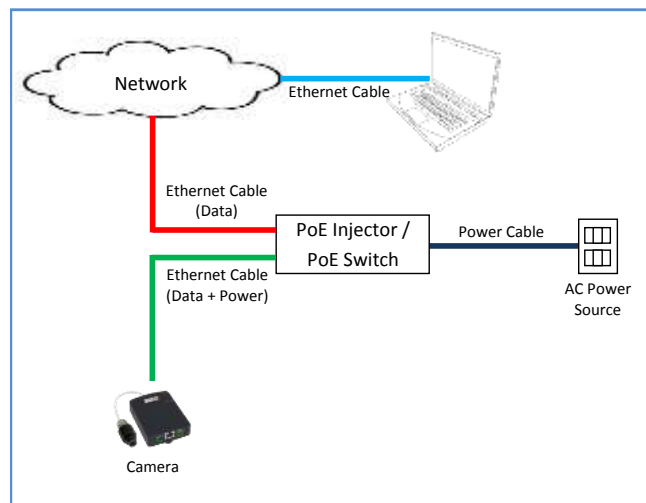 Network
Ethernet Cable
Ethernet Cable
(Data)
PoE Injector /
PoE Switch
Power Cable
Ethernet Cable
(Data + Power)
AC Power
Source
Camera